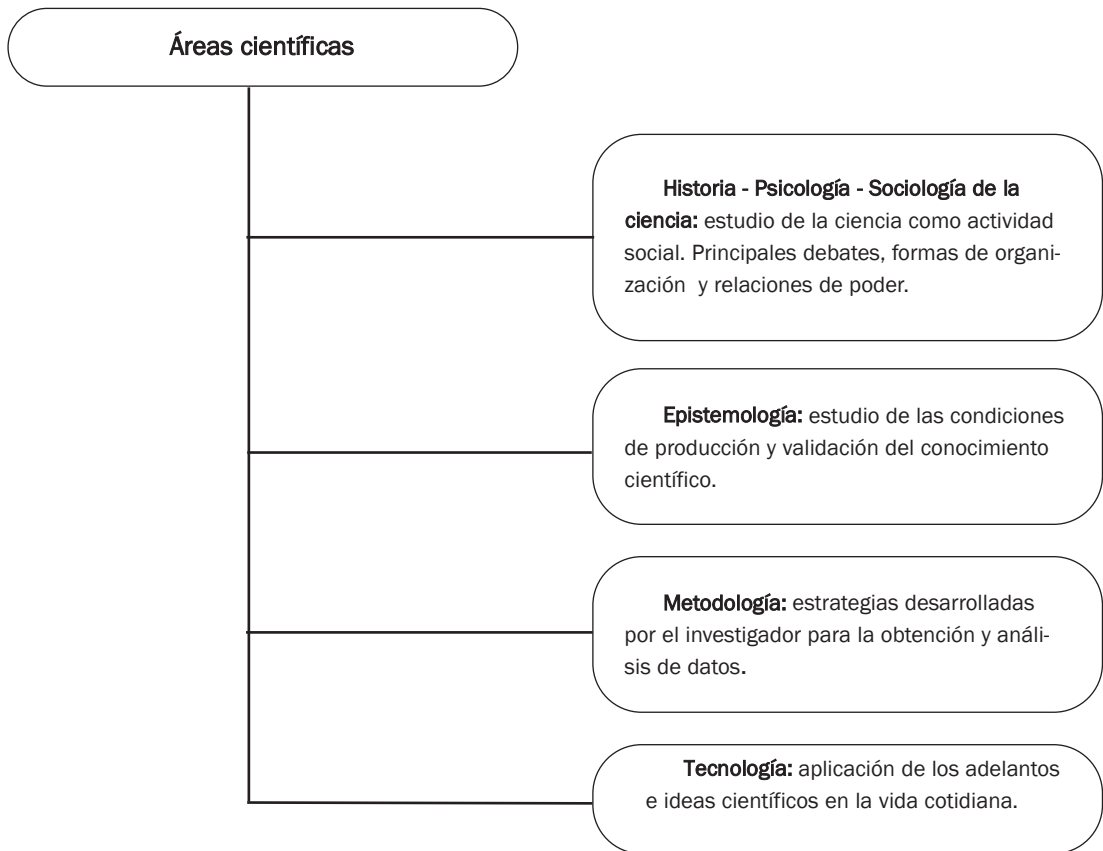 Áreas científicas
Historia - Psicología - Sociología de la
ciencia: estudio de la ciencia como actividad
social. Principales debates, formas de organi-
zación y relaciones de poder.
Epistemología: estudio de las condiciones
de producción y validación del conocimiento
científico.
Metodología: estrategias desarrolladas
por el investigador para la obtención y análi-
sis de datos.
Tecnología: aplicación de los adelantos
e ideas científicos en la vida cotidiana.